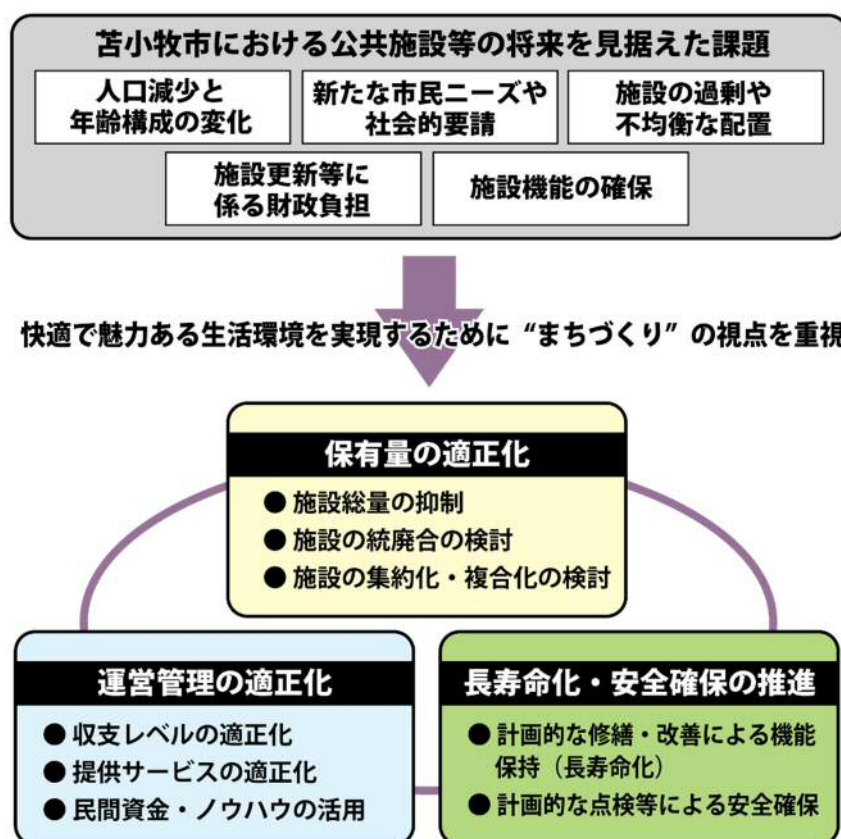 苫小牧市における公共施設等の将来を見据えた課題
人口減少と
年齢構成の変化
新たな市民ニーズや
社会的要請
施設の過剰や
不均衡な配置
施設更新等に
係る財政負担
施設機能の確保
快適で魅力ある生活環境を実現するために“まちづくり”の視点を重視
保有量の適正化
● 施設総量の抑制
● 施設の統廃合の検討
● 施設の集約化・複合化の検討
運営管理の適正化
● 収支レベルの適正化
● 提供サービスの適正化
● 民間資金・ノウハウの活用
長寿命化・安全確保の推進
● 計画的な修繕・改善による機能
保持（長寿命化）
● 計画的な点検等による安全確保